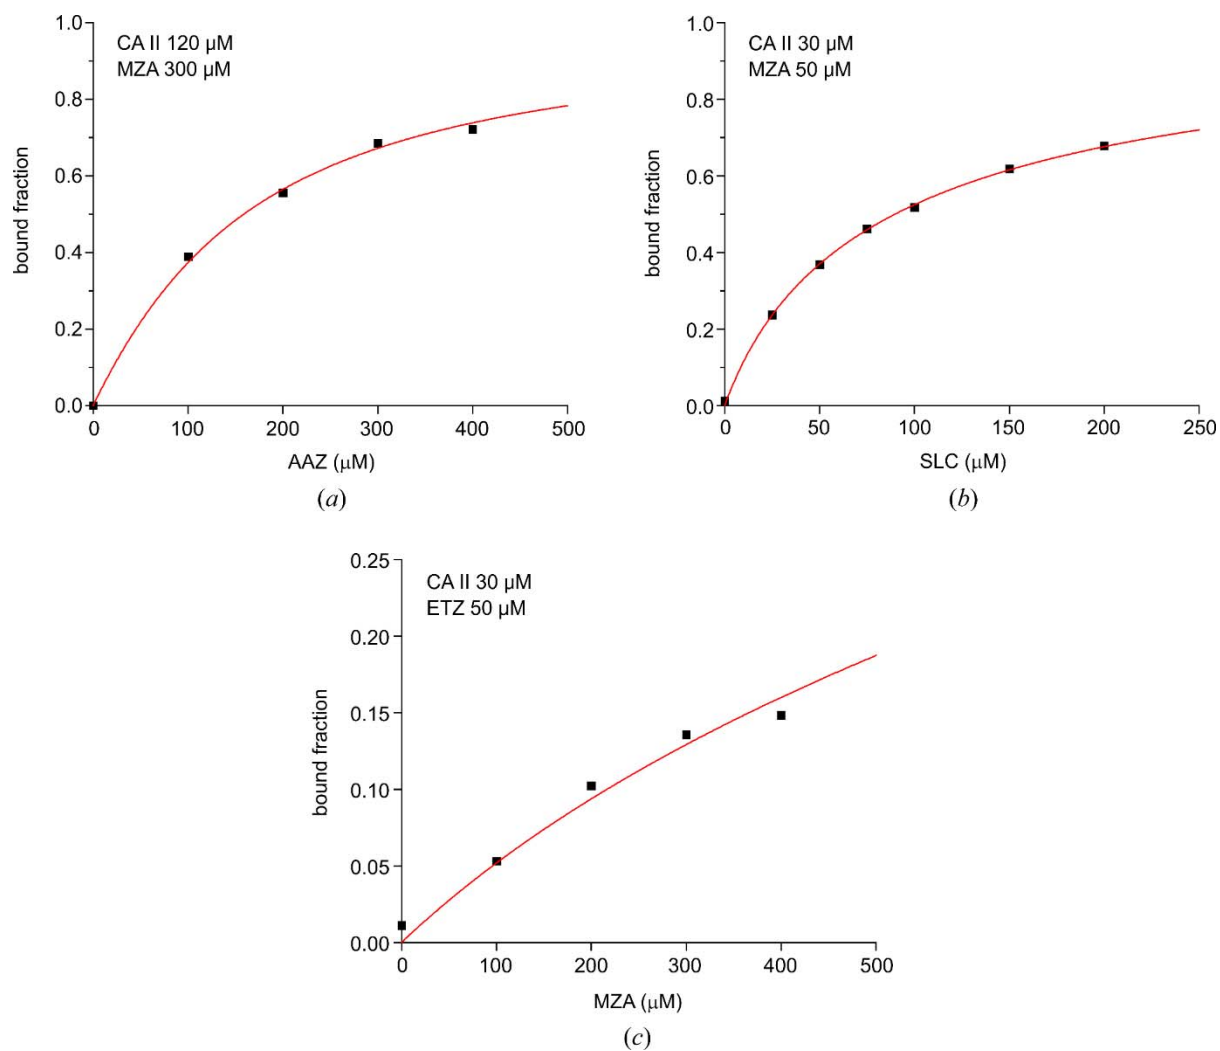 1.0
CA II 120 μM
MZA 300 μM
0.8
0.6
0.4
0.2
0.0
bound fraction
0 100 200 300 400 500
AAZ (μM)
(a)
1.0
CA II 30 μM
MZA 50 μM
0.8
0.6
0.4
0.2
0.0
bound fraction
0 50 100 150 200 250
SLC (μM)
(b)
0.25
CA II 30 μM
ETZ 50 μM
0.20
0.15
0.10
0.05
0.00
bound fraction
0 100 200 300 400 500
MZA (μM)
(c)